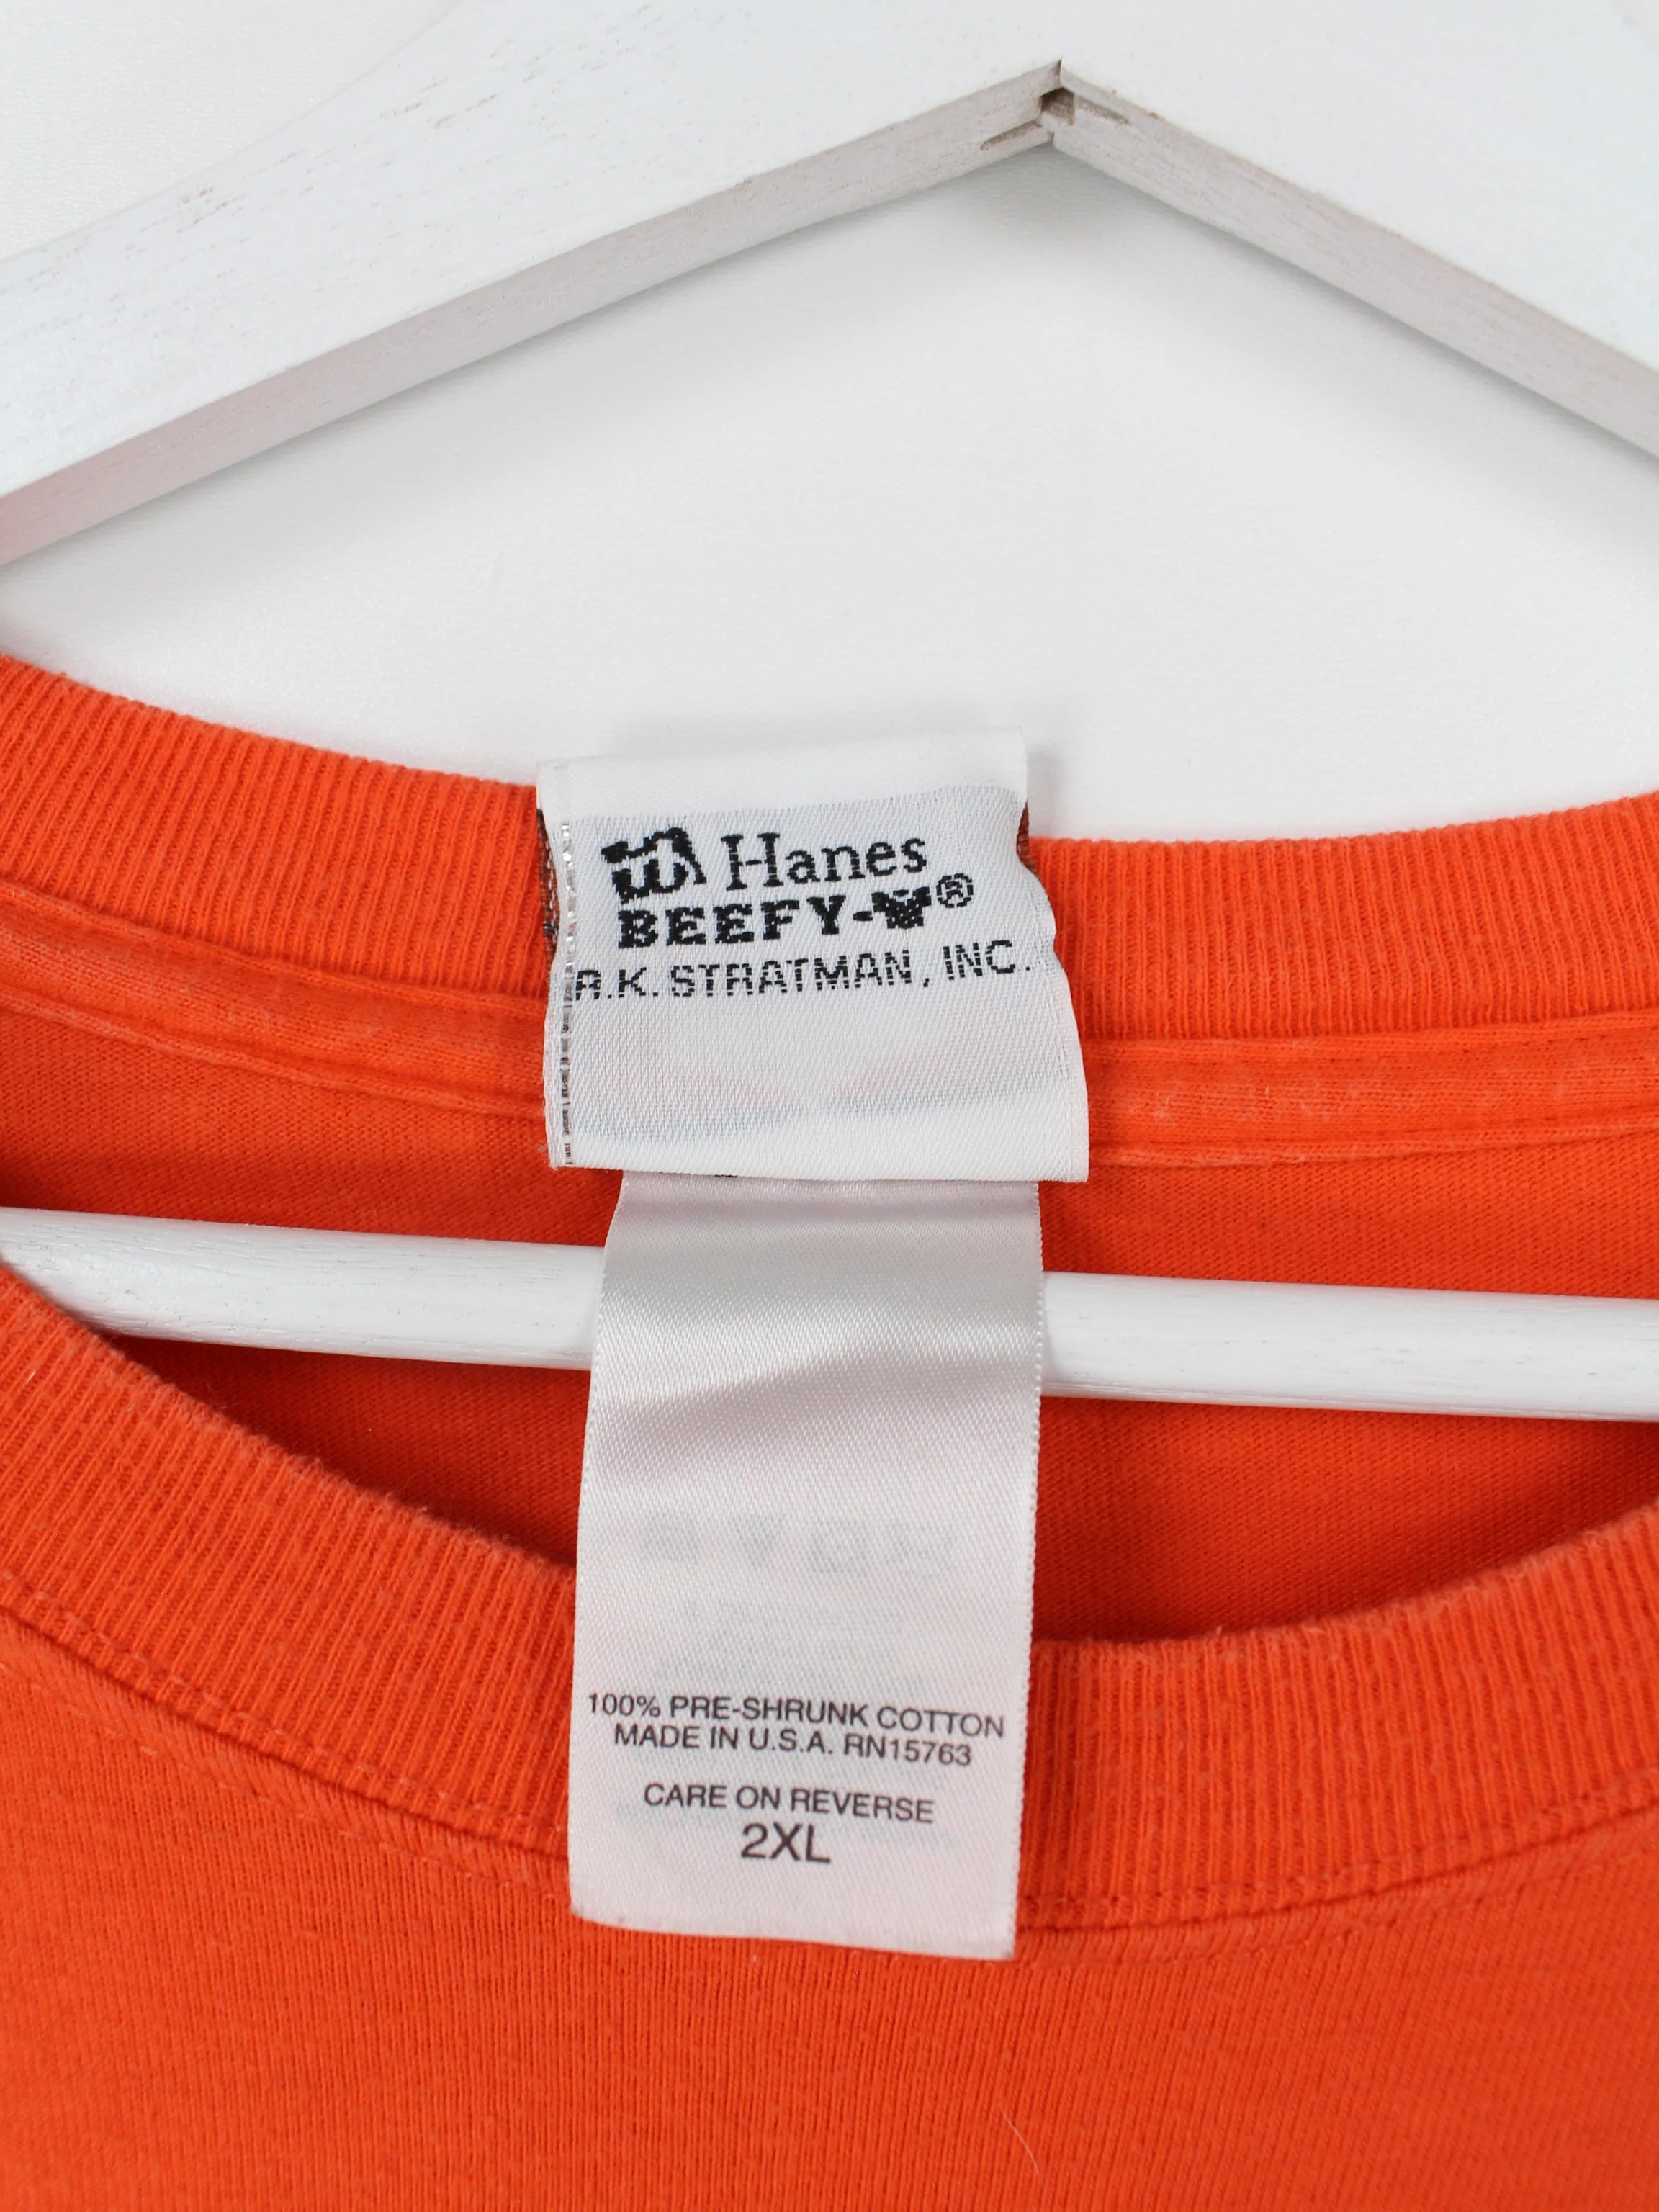 Hanes
BEEFY-®
R.K. STRATMAN, INC.
100% PRE-SHRUNK COTTON
MADE IN U.S.A. RN15763
CARE ON REVERSE
2XL